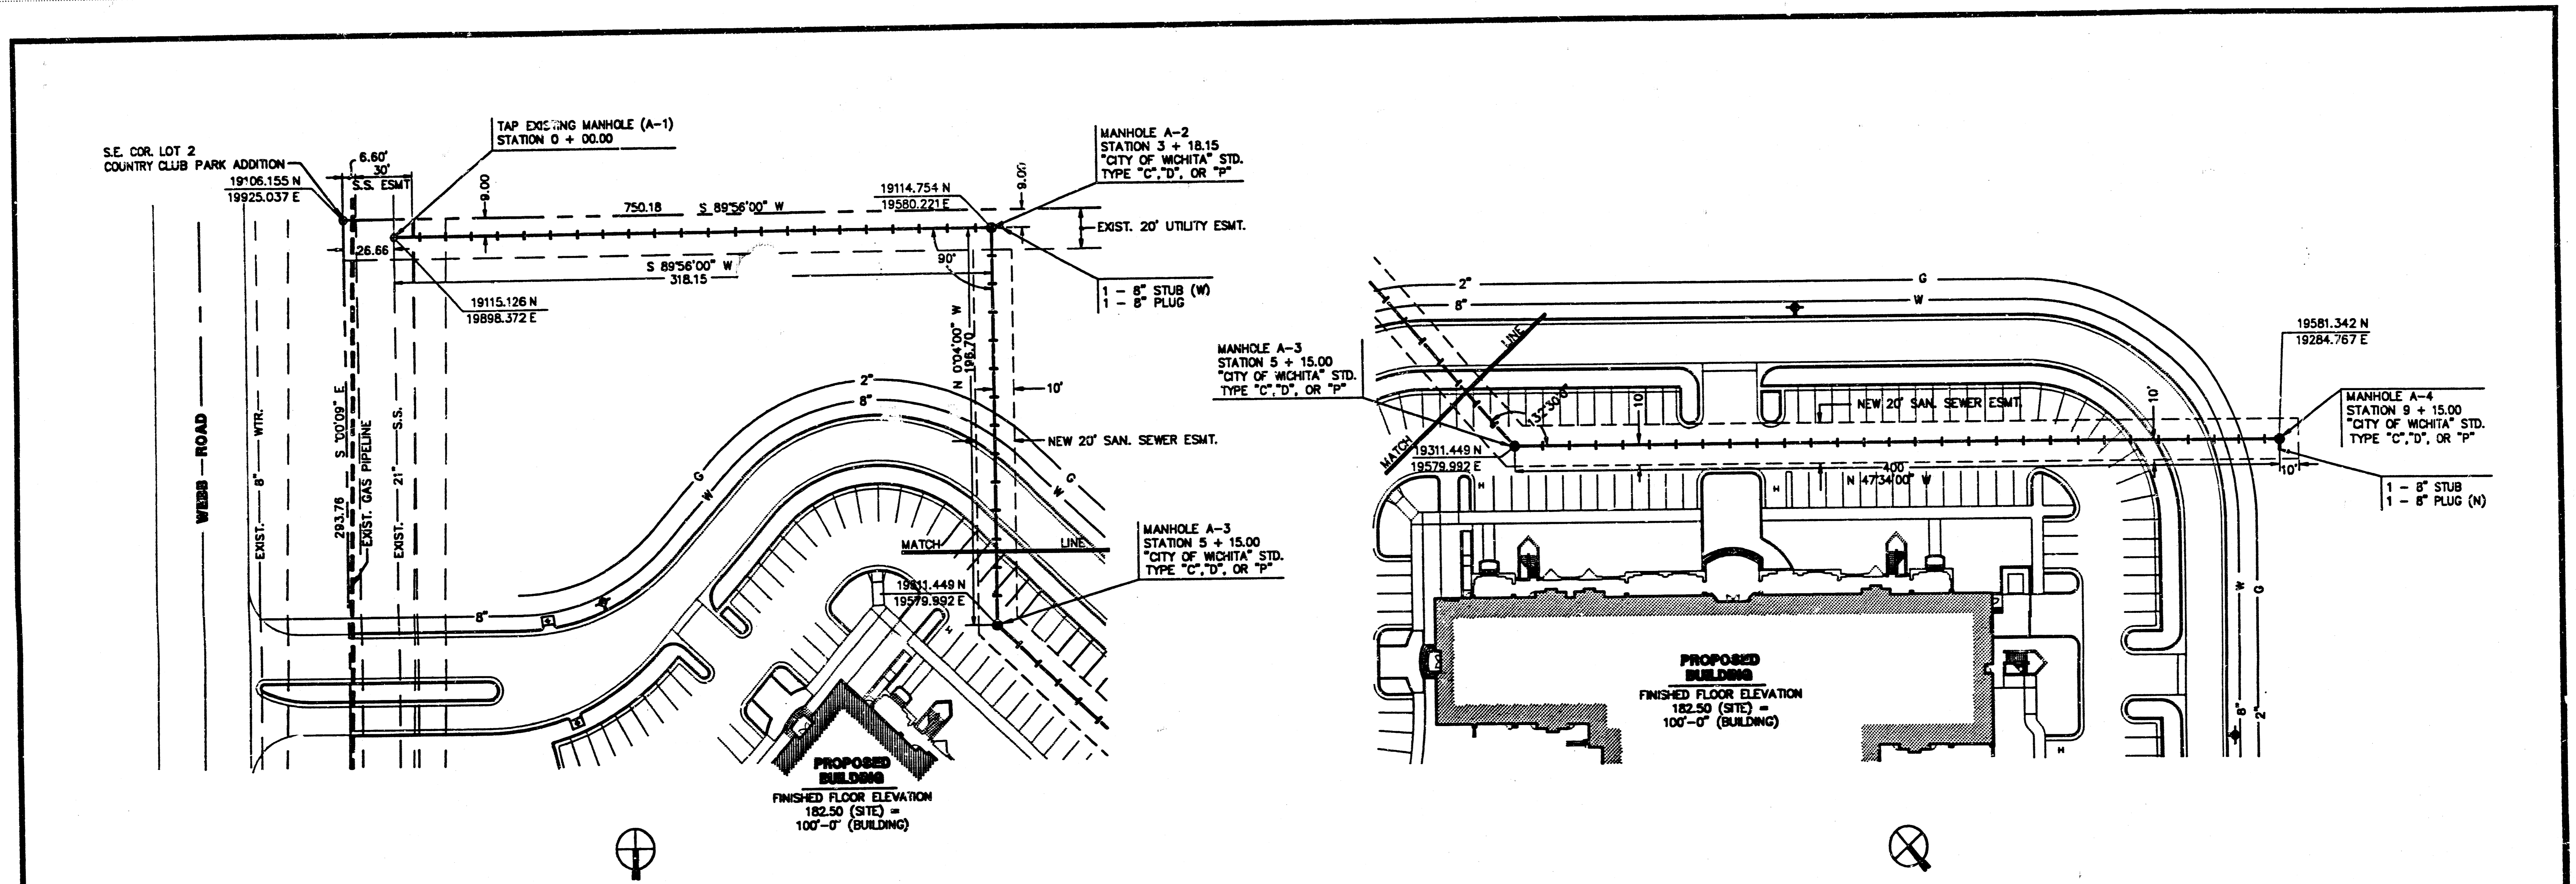 TAP EXISTING MANHOLE (A-1)
STATION 0 + 00.00
S.E. COR. LOT 2
COUNTRY CLUB PARK ADDITION
19106.155 N
19925.037 E
6.60'
30'
S.S. ESMT
9.00
750.18 S 89°56'00" W
19114.754 N
19580.221 E
9.00'
MANHOLE A-2
STATION 3 + 18.15
"CITY OF WICHITA" STD.
TYPE "C","D", OR "P"
EXIST. 20' UTILITY ESMT.
26.66
S 89°56'00" W
318.15
90°
1 - 8" STUB (W)
1 - 8" PLUG
19115.126 N
19898.372 E
N 0°04'00" W
196.70
10'
2"
8"
NEW 20' SAN. SEWER ESMT.
G
W
G
W
WEBB ROAD
EXIST. 8" WTR.
293.76 S '00'09" E
EXIST. GAS PIPELINE
EXIST. 21" S.S.
MATCH LINE
MANHOLE A-3
STATION 5 + 15.00
"CITY OF WICHITA" STD.
TYPE "C","D", OR "P"
19311.449 N
19579.992 E
8"
H
PROPOSED
BUILDING
FINISHED FLOOR ELEVATION
182.50 (SITE) =
100'-0" (BUILDING)
2" G
8" W
MANHOLE A-3
STATION 5 + 15.00
"CITY OF WICHITA" STD.
TYPE "C","D", OR "P"
MATCH LINE
10'
NEW 20' SAN. SEWER ESMT.
10'
19581.342 N
19284.767 E
MANHOLE A-4
STATION 9 + 15.00
"CITY OF WICHITA" STD.
TYPE "C","D", OR "P"
19311.449 N
19579.992 E
400
N 47°34'00" W
10'
1 - 8" STUB
1 - 8" PLUG (N)
H
H
W
G
8"
2"
H
PROPOSED
BUILDING
FINISHED FLOOR ELEVATION
182.50 (SITE) =
100'-0" (BUILDING)